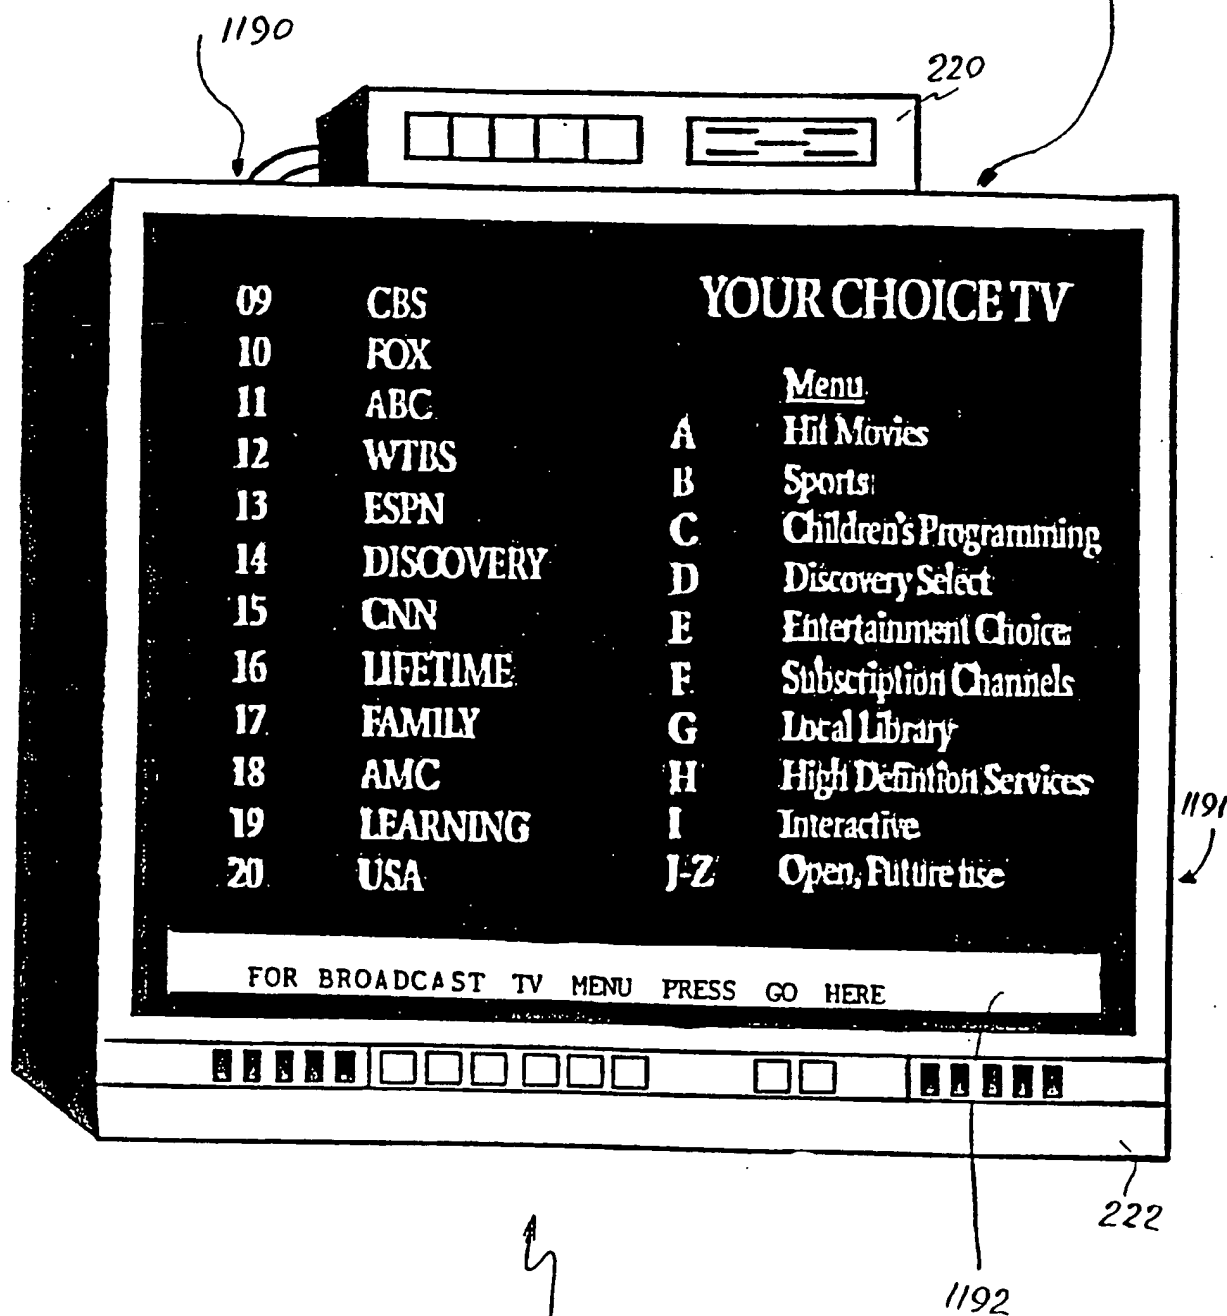 1190
220
09 CBS
10 FOX
11 ABC
12 WTBS
13 ESPN
14 DISCOVERY
15 CNN
16 LIFETIME
17 FAMILY
18 AMC
19 LEARNING
20 USA
YOUR CHOICE TV
Menu
A Hit Movies
B Sports
C Children's Programming
D Discovery Select
E Entertainment Choice
F Subscription Channels
G Local Library
H High Defintion Services
I Interactive
J-Z Open, Future use
FOR BROADCAST TV MENU PRESS GO HERE
1191
222
1192